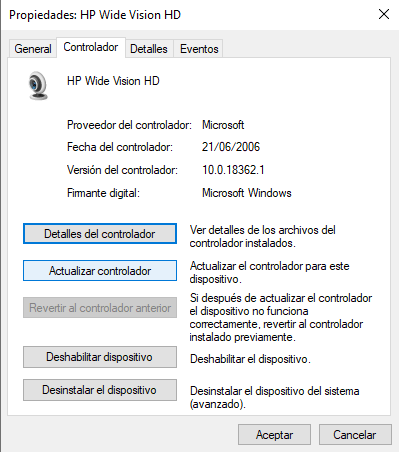 Propiedades: HP Wide Vision HD
General Controlador Detalles Eventos
HP Wide Vision HD
Proveedor del controlador: Microsoft
Fecha del controlador: 21/06/2006
Versión del controlador: 10.0.18362.1
Firmante digital: Microsoft Windows
Detalles del controlador
Ver detalles de los archivos del
controlador instalados.
Actualizar controlador
Actualizar el controlador para este
dispositivo.
Revertir al controlador anterior
Si después de actualizar el controlador
el dispositivo no funciona
correctamente, revertir al controlador
instalado previamente.
Deshabilitar dispositivo
Deshabilitar el dispositivo.
Desinstalar el dispositivo
Desinstalar el dispositivo del sistema
(avanzado).
Aceptar Cancelar